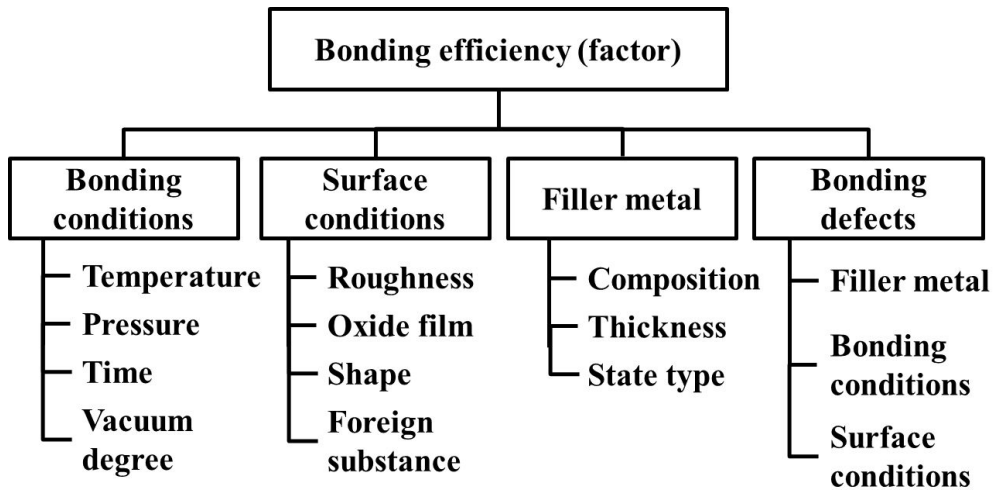 Bonding efficiency (factor)
Bonding
conditions
Temperature
Pressure
Time
Vacuum
degree
Surface
conditions
Roughness
Oxide film
Shape
Foreign
substance
Filler metal
Composition
Thickness
State type
Bonding
defects
Filler metal
Bonding
conditions
Surface
conditions